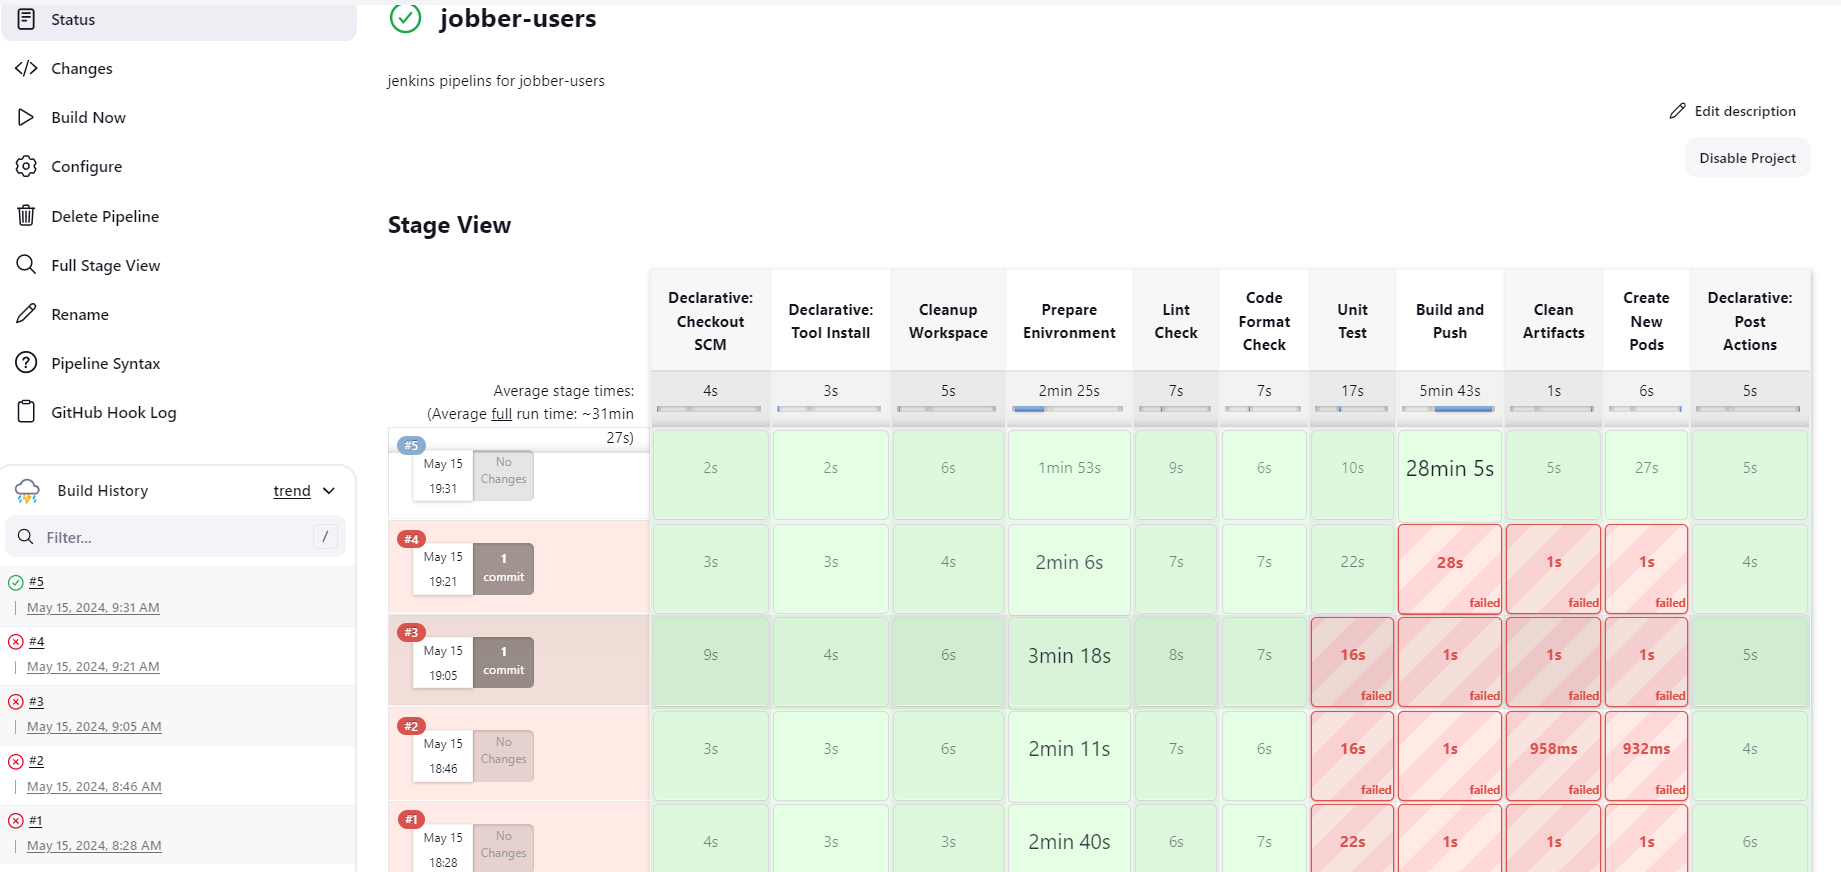 Status
Changes
Build Now
Configure
Delete Pipeline
Full Stage View
Rename
Pipeline Syntax
GitHub Hook Log
Build History
trend
Filter...
/
#5
May 15, 2024, 9:31 AM
#4
May 15, 2024, 9:21 AM
#3
May 15, 2024, 9:05 AM
#2
May 15, 2024, 8:46 AM
#1
May 15, 2024, 8:28 AM
jobber-users
jenkins pipelins for jobber-users
Edit description
Disable Project
Stage View
Declarative:
Checkout
SCM
Declarative:
Tool Install
Cleanup
Workspace
Prepare
Enivronment
Lint
Check
Code
Format
Check
Unit
Test
Build and
Push
Clean
Artifacts
Create
New
Pods
Declarative:
Post
Actions
Average stage times:
(Average full run time: ~31min
27s)
4s
3s
5s
2min 25s
7s
7s
17s
5min 43s
1s
6s
5s
#5
May 15
19:31
No
Changes
2s
2s
6s
1min 53s
9s
6s
10s
28min 5s
5s
27s
5s
#4
May 15
19:21
1
commit
3s
3s
4s
2min 6s
7s
7s
22s
28s
failed
1s
failed
1s
failed
4s
#3
May 15
19:05
1
commit
9s
4s
6s
3min 18s
8s
7s
16s
failed
1s
failed
1s
failed
1s
failed
5s
#2
May 15
18:46
No
Changes
3s
3s
6s
2min 11s
7s
6s
16s
failed
1s
failed
958ms
failed
932ms
failed
4s
#1
May 15
18:28
No
Changes
4s
3s
3s
2min 40s
6s
7s
22s
1s
1s
1s
6s